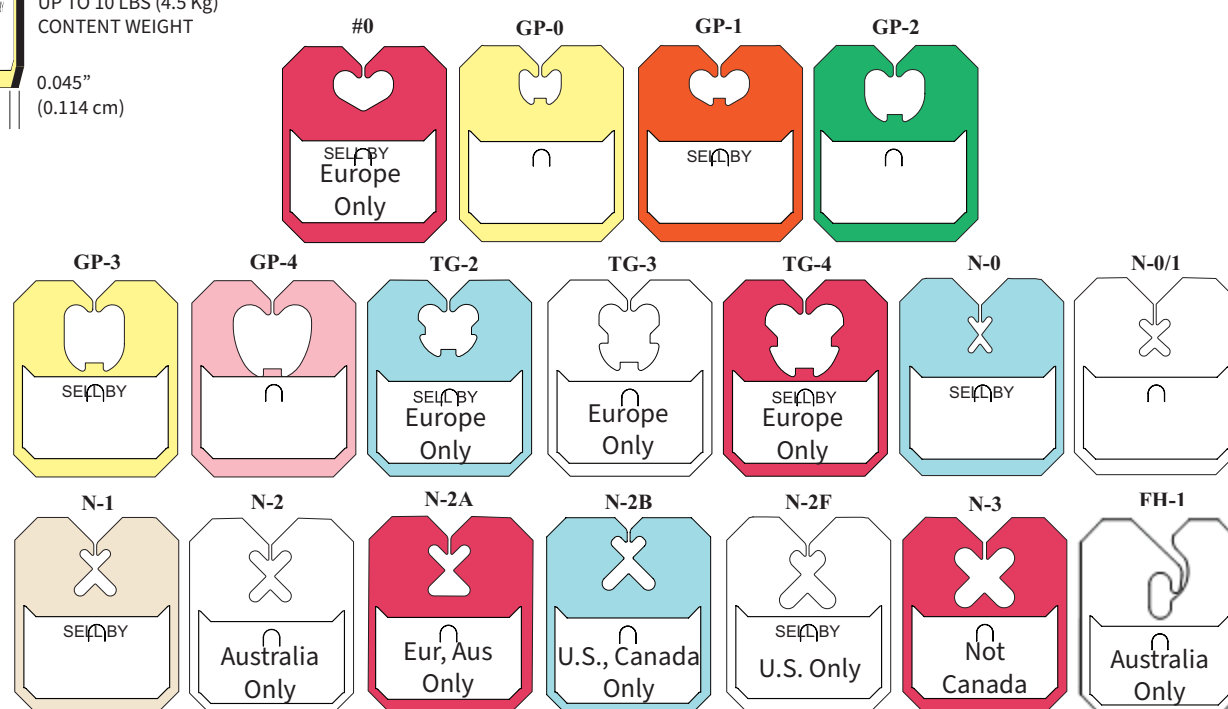 UP TO 10 LBS (4.5 Kg)
CONTENT WEIGHT
0.045”
(0.114 cm)
#0 GP-0 GP-1 GP-2
SELL BY
Europe
Only
SELL BY
GP-3 GP-4 TG-2 TG-3 TG-4 N-0 N-0/1
SELL BY
SELL BY
Europe
Only
Europe
Only
SELL BY
Europe
Only
SELL BY
N-1 N-2 N-2A N-2B N-2F N-3 FH-1
SELL BY
Australia
Only
Eur, Aus
Only
U.S., Canada
Only
SELL BY
U.S. Only
Not
Canada
Australia
Only